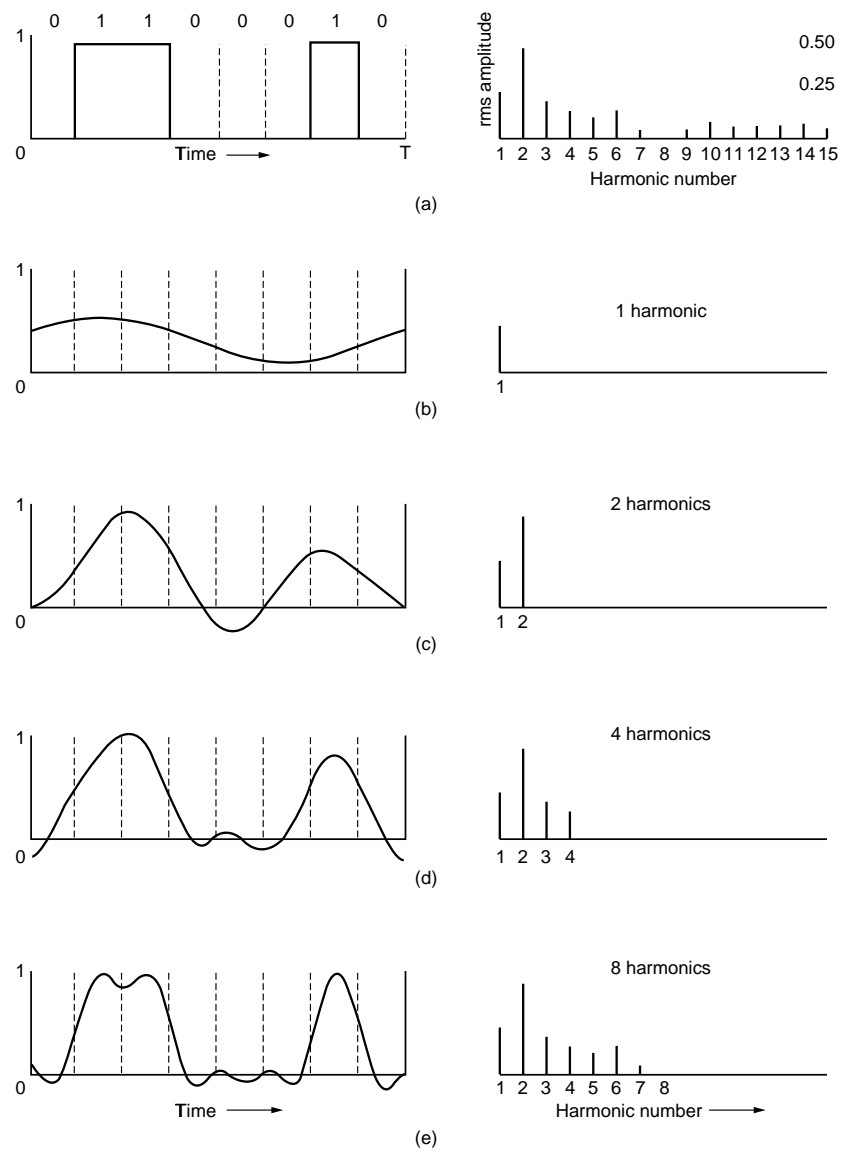 0 1 1 0 0 0 1 0
1
0
Time
T
rms amplitude
0.50
0.25
1 2 3 4 5 6 7 8 9 10 11 12 13 14 15
Harmonic number
(a)
1
0
1 harmonic
1
(b)
1
0
2 harmonics
1 2
(c)
1
0
4 harmonics
1 2 3 4
(d)
1
0
Time
8 harmonics
1 2 3 4 5 6 7 8
Harmonic number
(e)